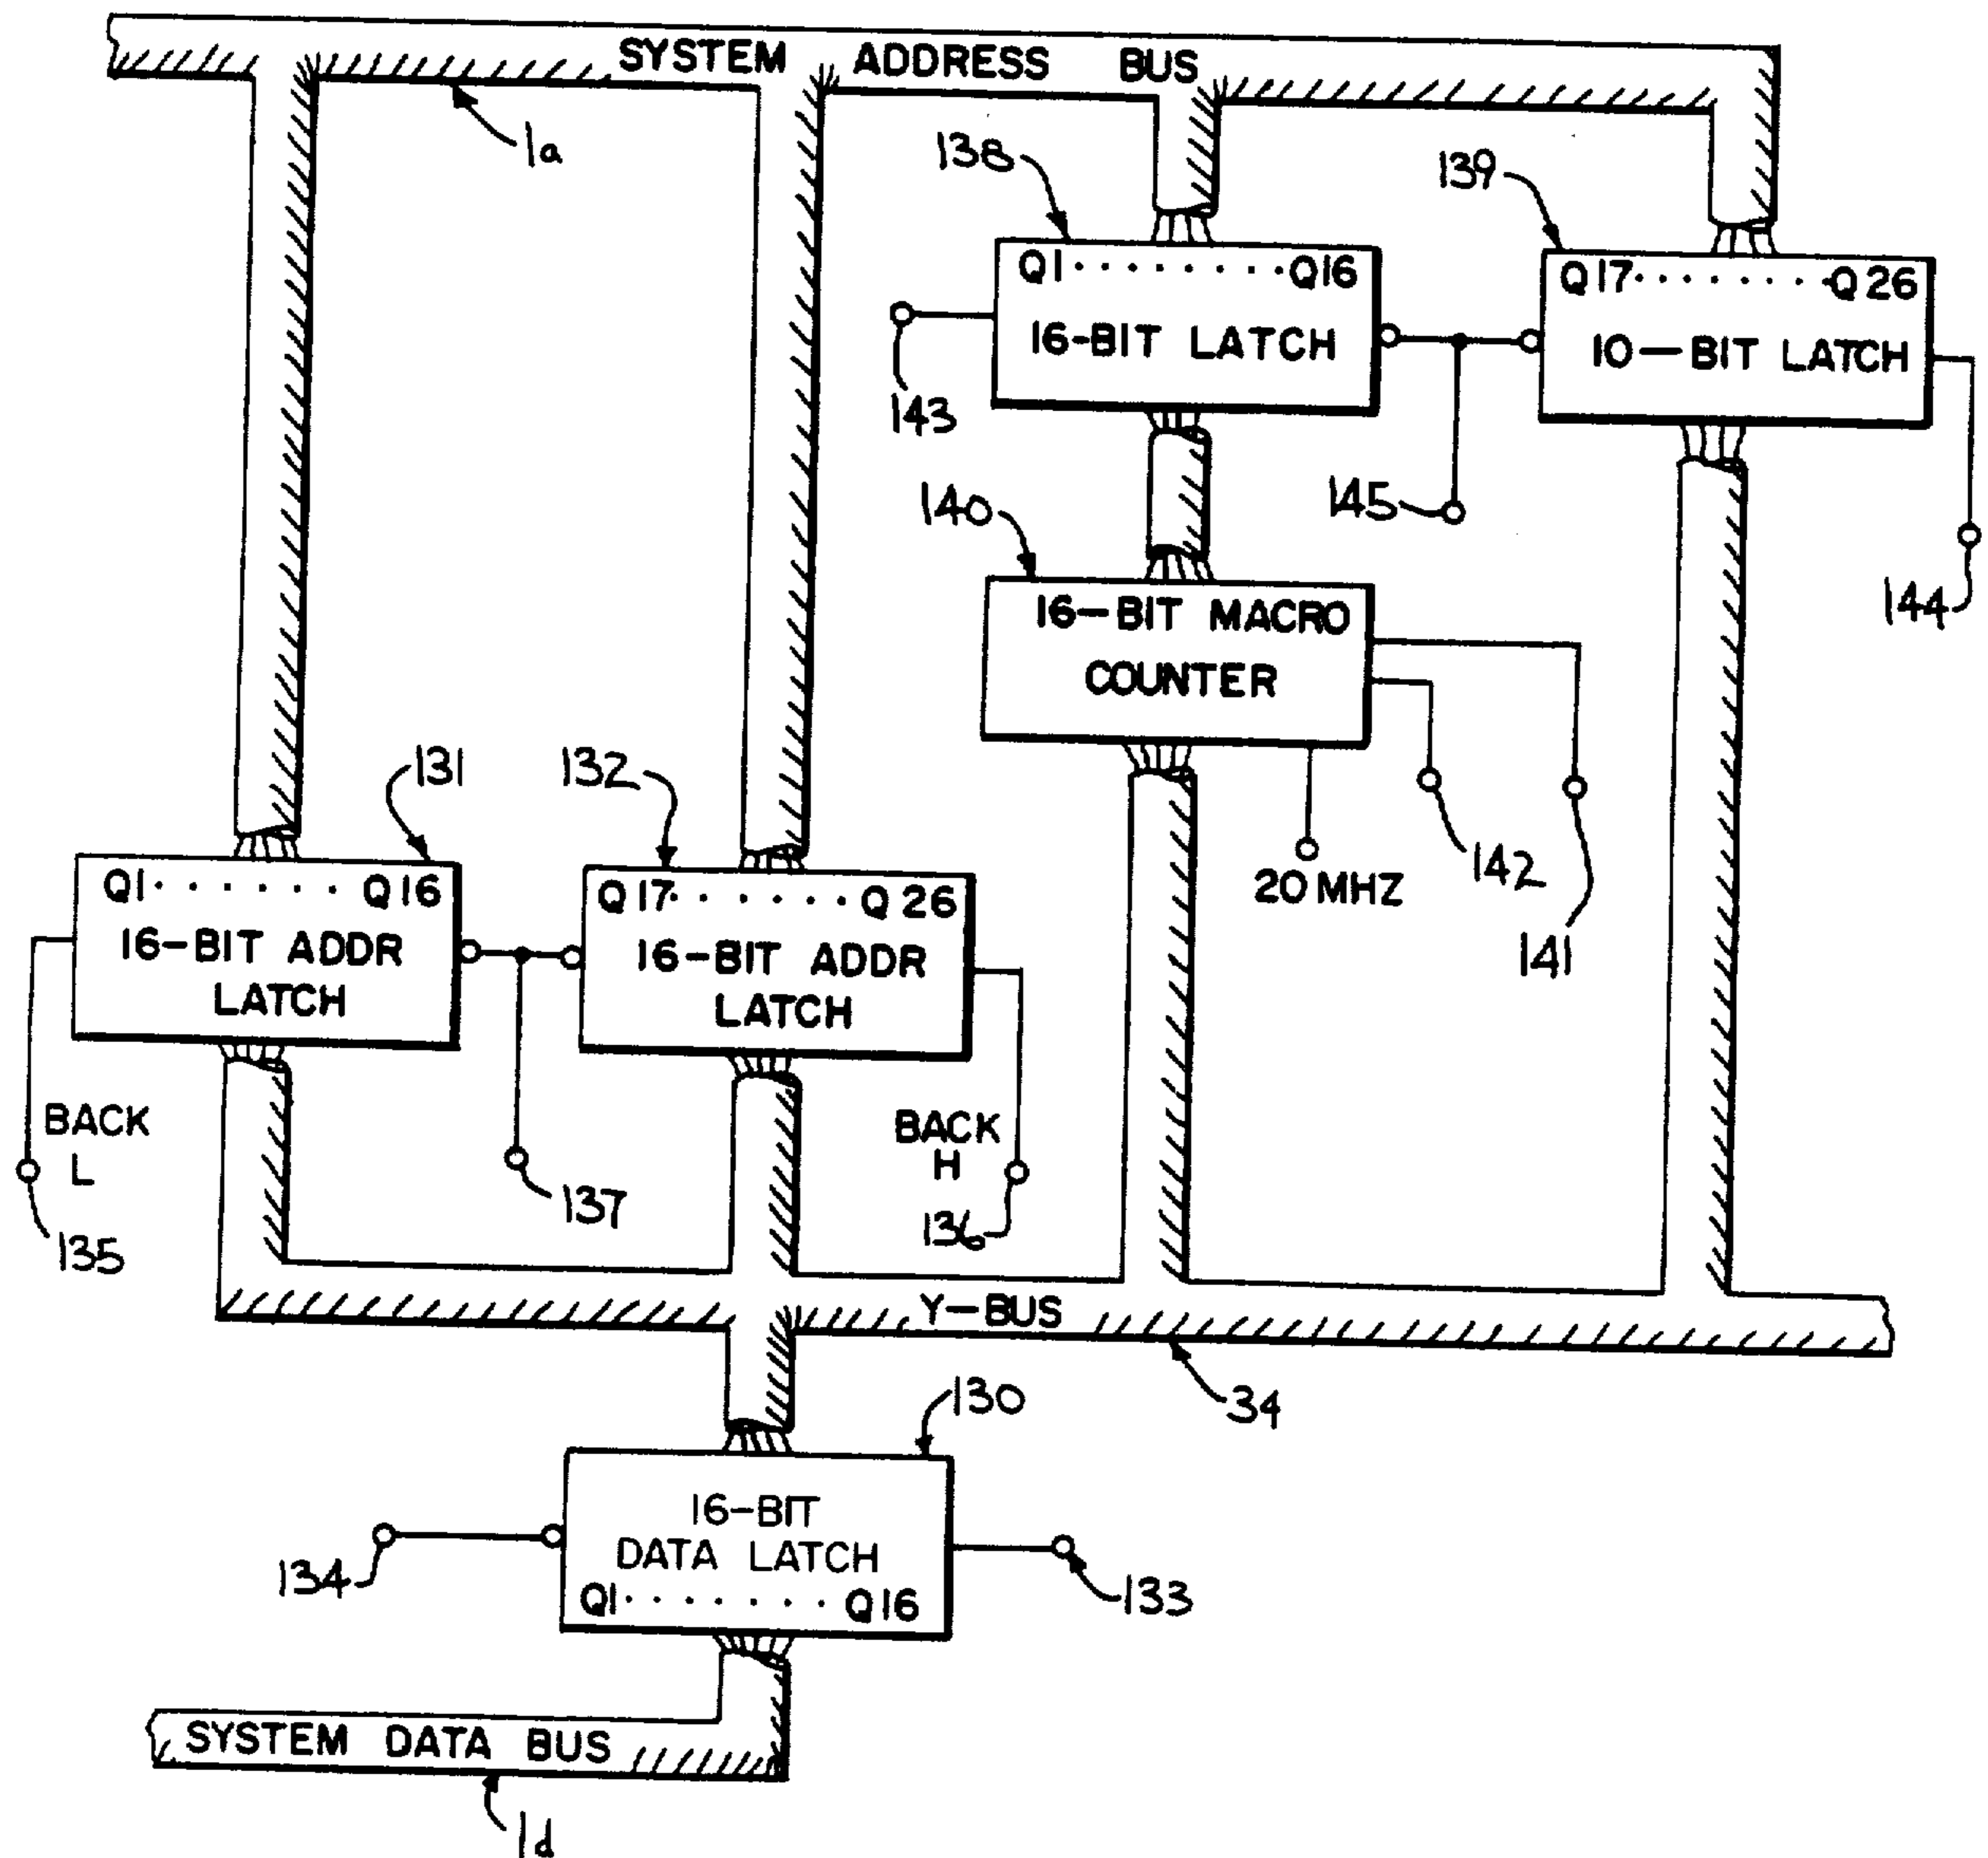 SYSTEM ADDRESS BUS
1a
138
139
Q1........Q16
16-BIT LATCH
Q17.......Q26
10—BIT LATCH
143
145
144
140
16-BIT MACRO
COUNTER
131
132
142
20 MHZ
141
Q1......Q16
16-BIT ADDR
LATCH
Q17......Q26
16-BIT ADDR
LATCH
BACK
L
BACK
H
137
136
135
Y-BUS
130
34
16-BIT
DATA LATCH
Q1.......Q16
134
133
SYSTEM DATA BUS
1d